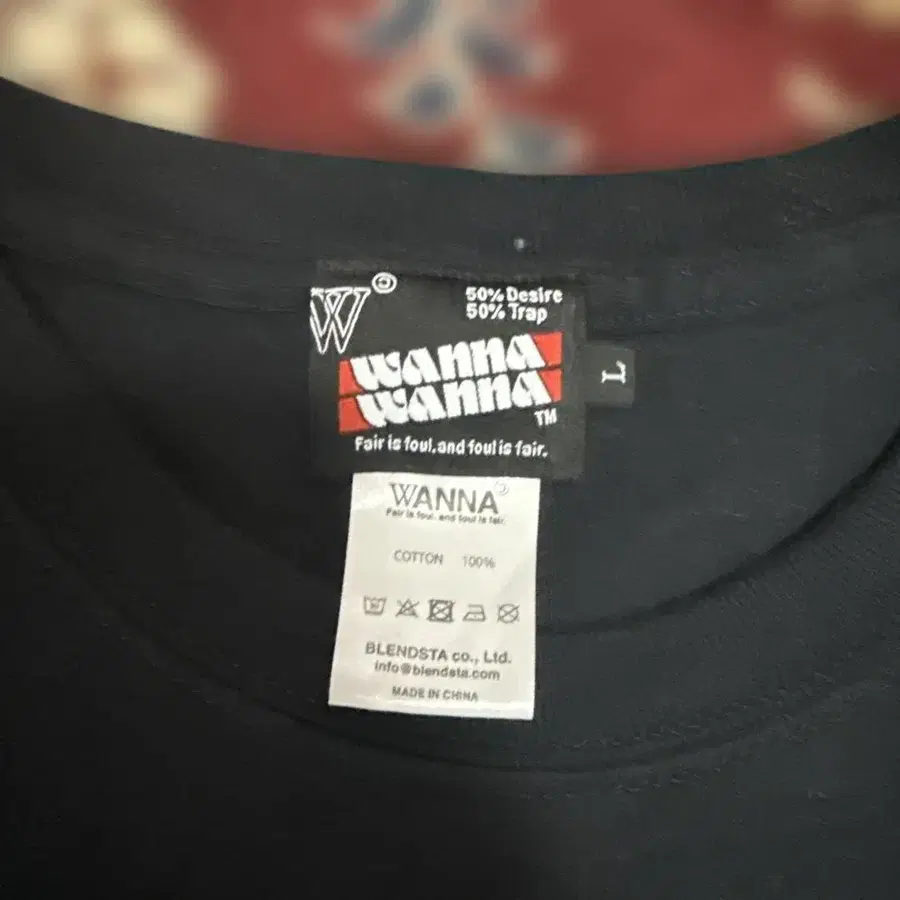 W©
50% Desire
50% Trap
wanna
wanna
TM
Fair is foul, and foul is fair.
L
WANNA
Fair is foul, and foul is fair.
COTTON 100%
BLENDSTA co., Ltd.
info@blendsta.com
MADE IN CHINA